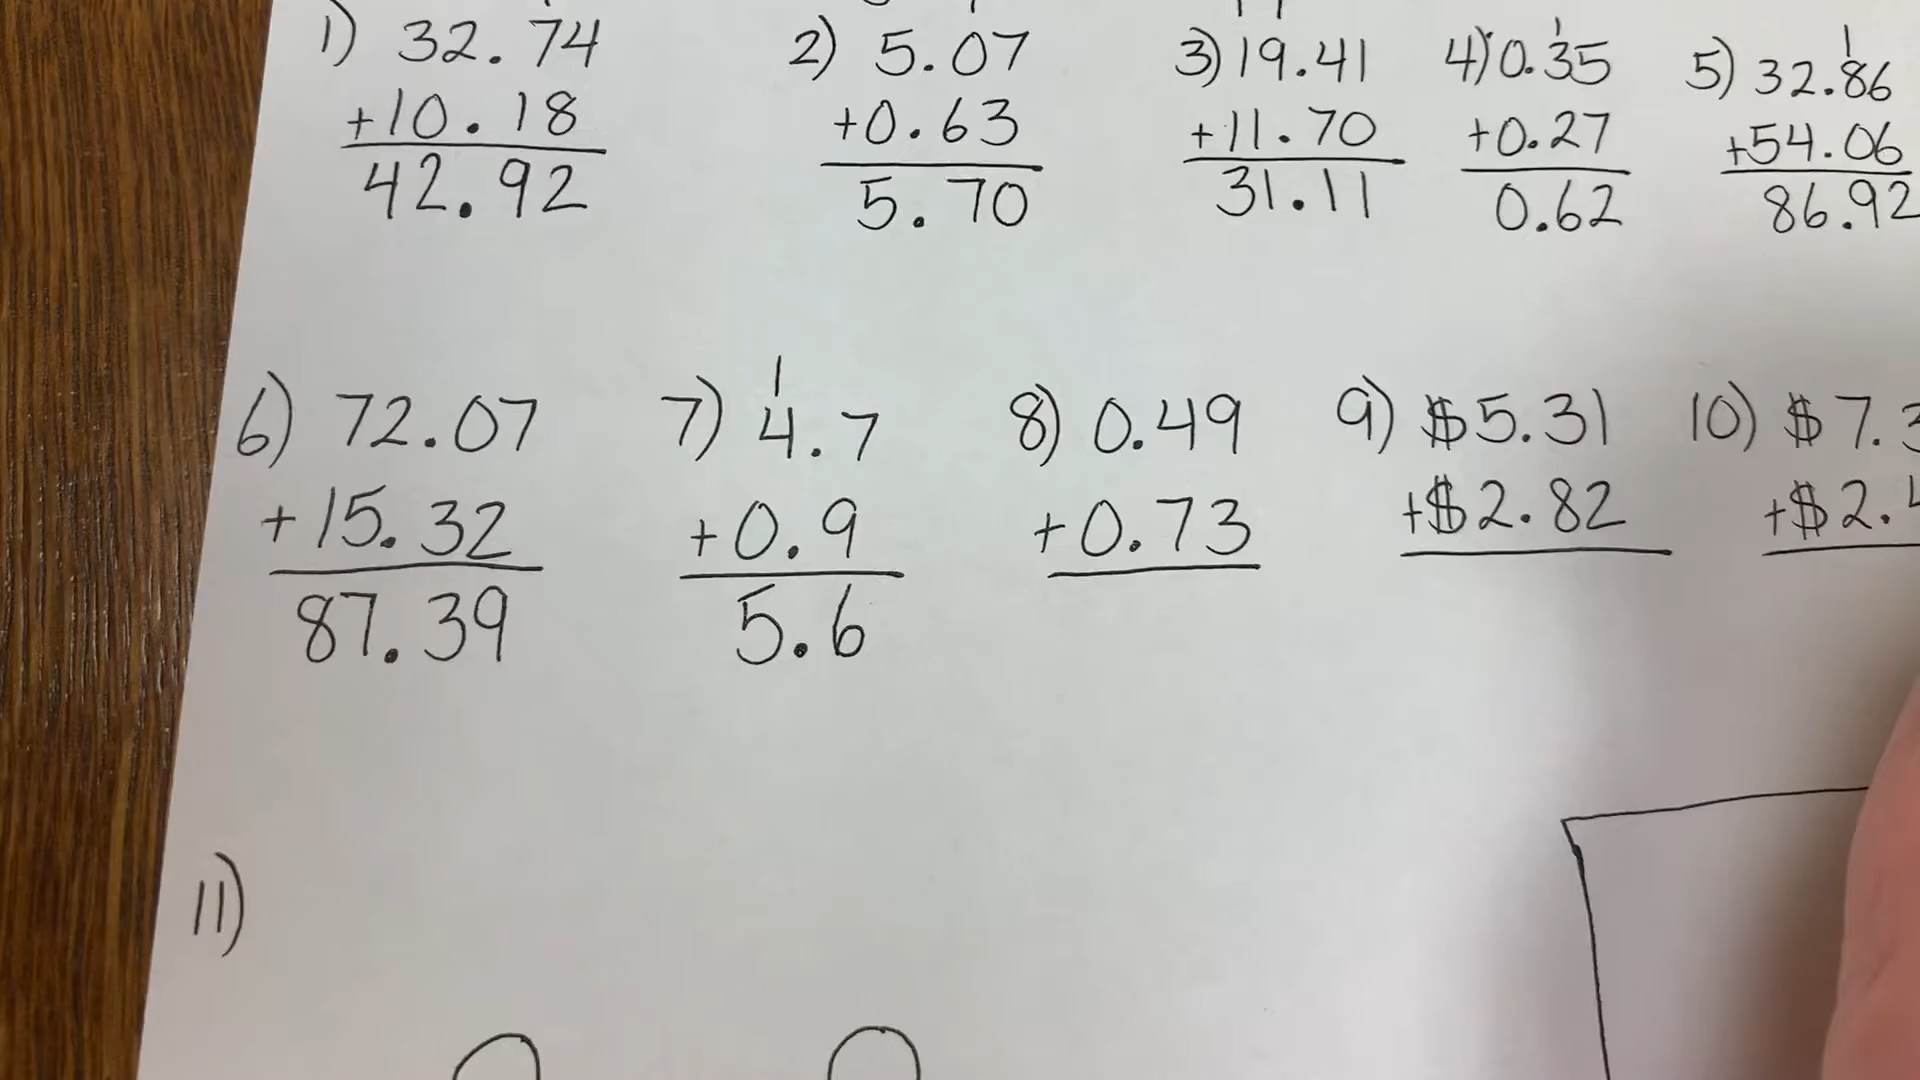 1) 32.74 2) 5.07 3) 19.41 4) 0.35 5) 32.86
+10.18 +0.63 +11.70 +0.27 +54.06
42.92 5.70 31.11 0.62 86.92
1
6) 72.07 7) 4.7 8) 0.49 9) $5.31 10) $7.3
+15.32 +0.9 +0.73 +$2.82 +$2.4
87.39 5.6
11)